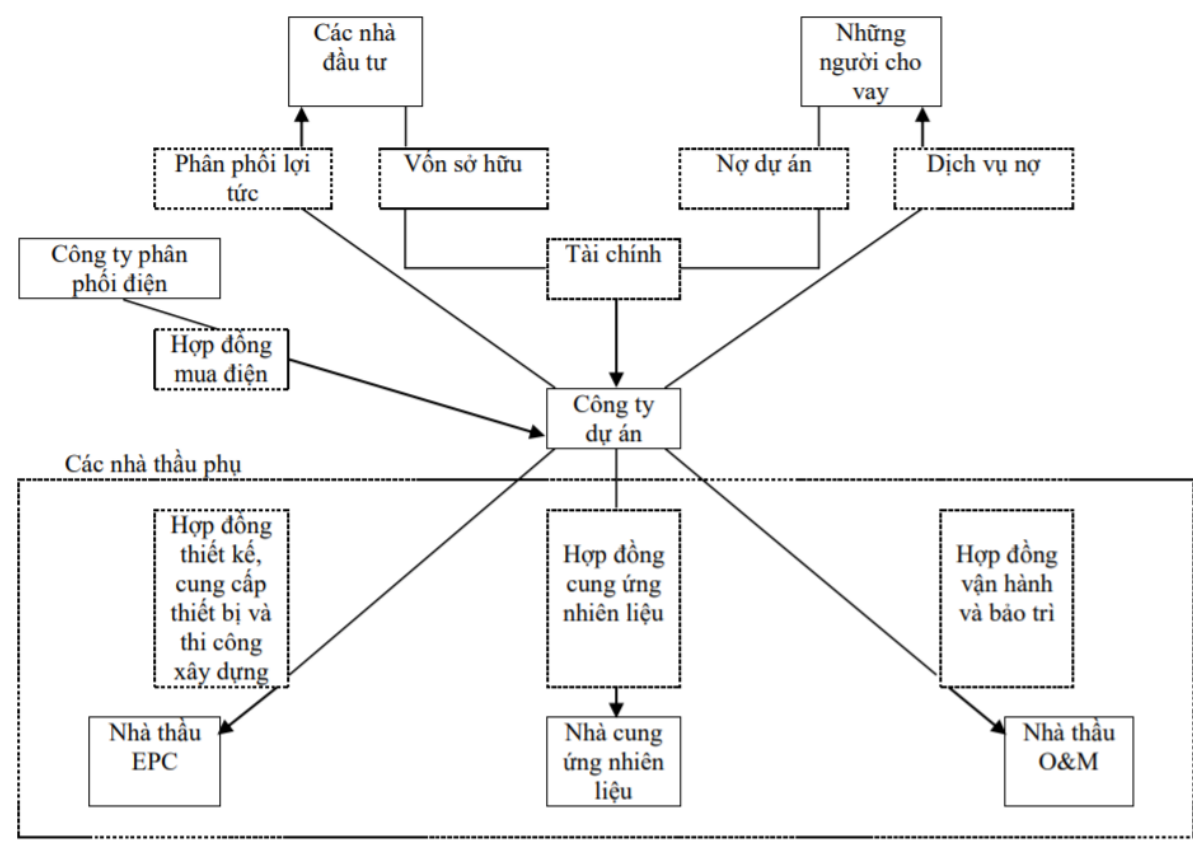 Các nhà
đầu tư
Những
người cho
vay
Phân phối lợi
tức
Vốn sở hữu
Nợ dự án
Dịch vụ nợ
Công ty phân
phối điện
Tài chính
Hợp đồng
mua điện
Công ty
dự án
Các nhà thầu phụ
Hợp đồng
thiết kế,
cung cấp
thiết bị và
thi công
xây dựng
Hợp đồng
cung ứng
nhiên liệu
Hợp đồng
vận hành
và bảo trì
Nhà thầu
EPC
Nhà cung
ứng nhiên
liệu
Nhà thầu
O&M